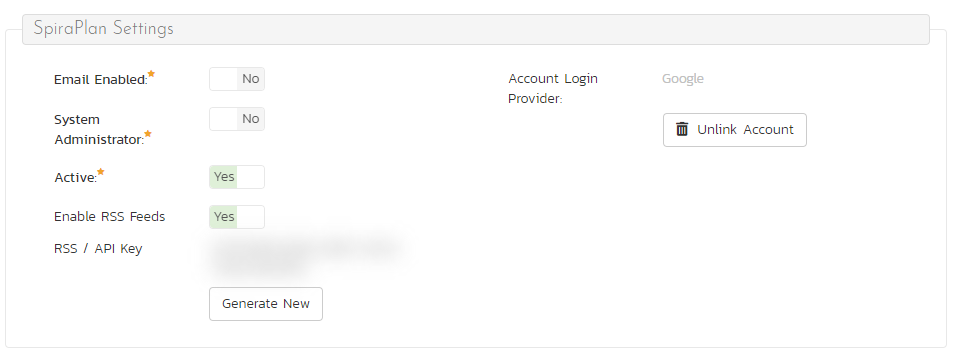 SpiraPlan Settings
Email Enabled:*
No
System
Administrator:*
No
Active:*
Yes
Enable RSS Feeds
Yes
RSS / API Key
Generate New
Account Login
Provider:
Google
Unlink Account